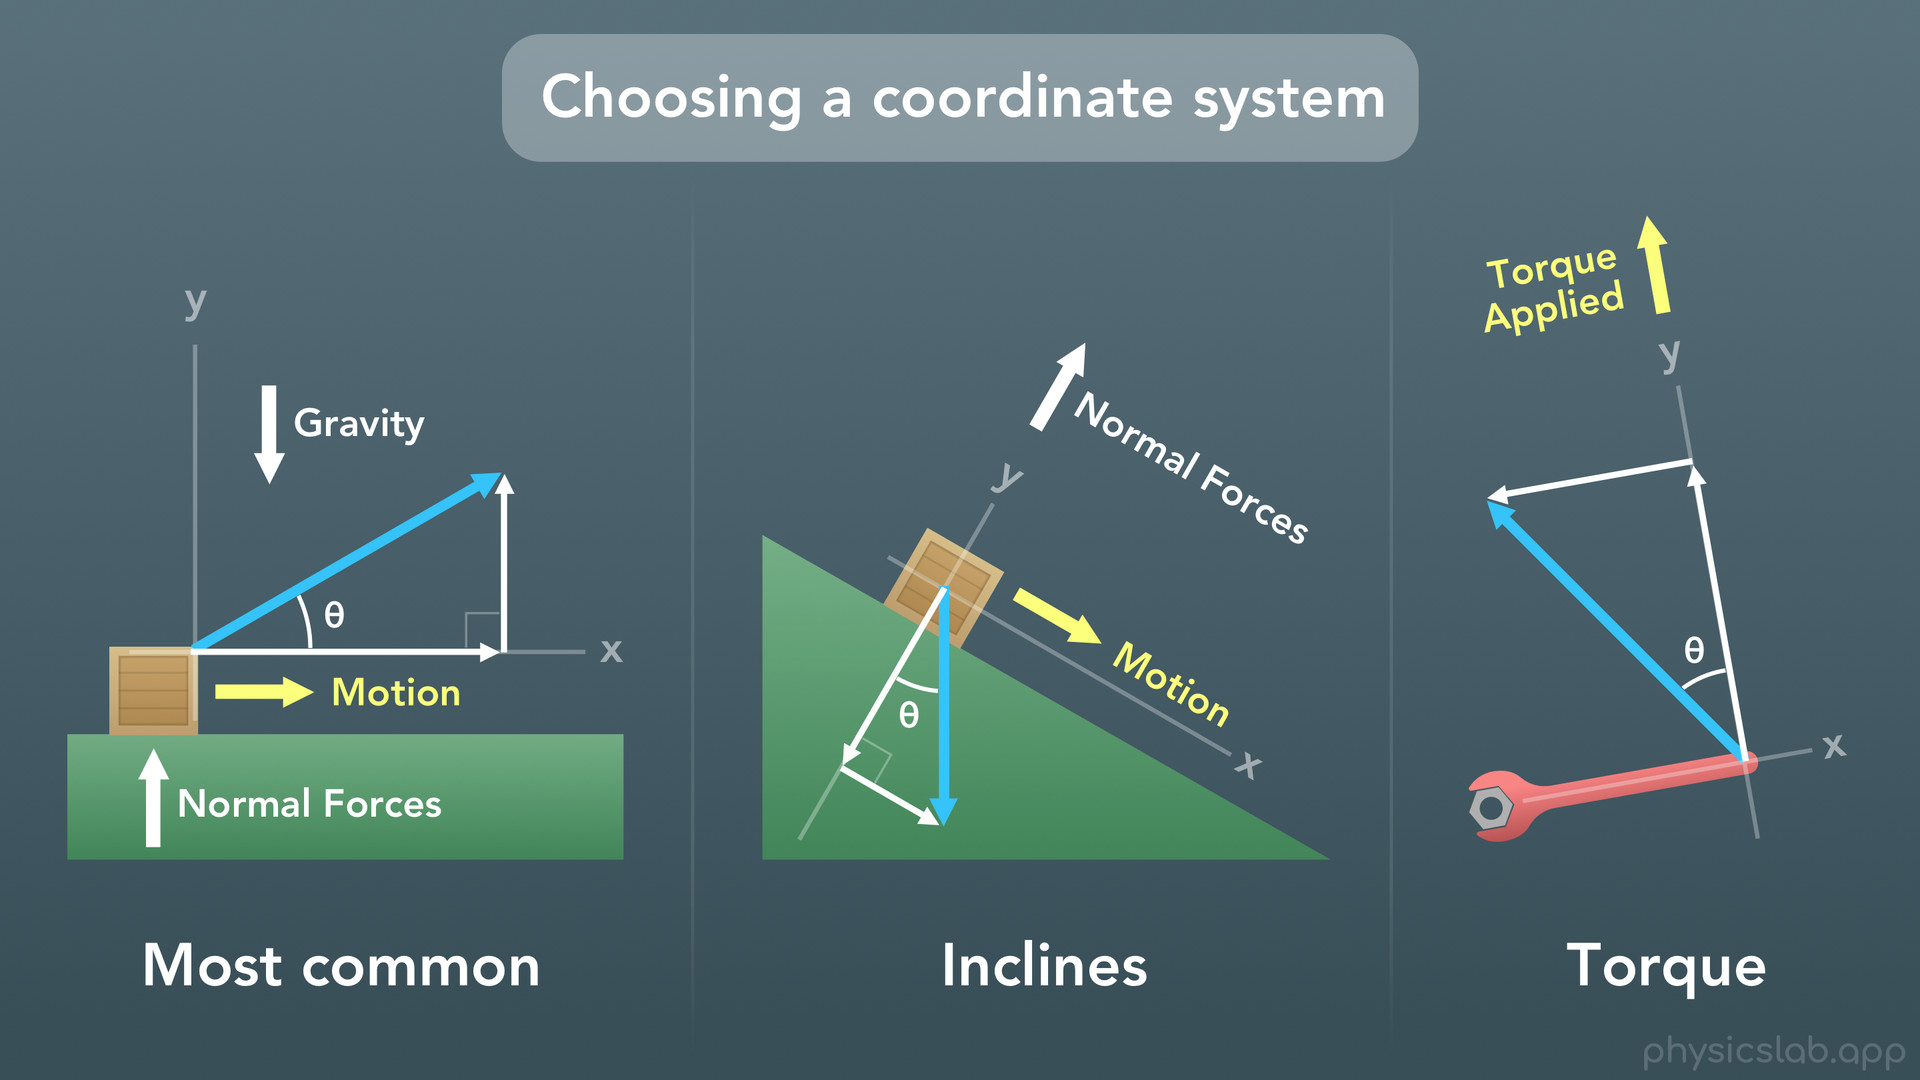 Choosing a coordinate system
y
Gravity
θ
x
Motion
Normal Forces
Most common
Normal Forces
y
Motion
θ
x
Inclines
Torque
Applied
y
θ
x
Torque
physicslab.app